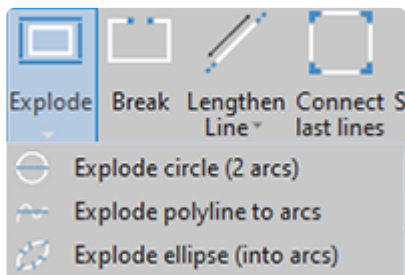 Explode Break Lengthen Line Connect last lines S
Explode circle (2 arcs)
Explode polyline to arcs
Explode ellipse (into arcs)